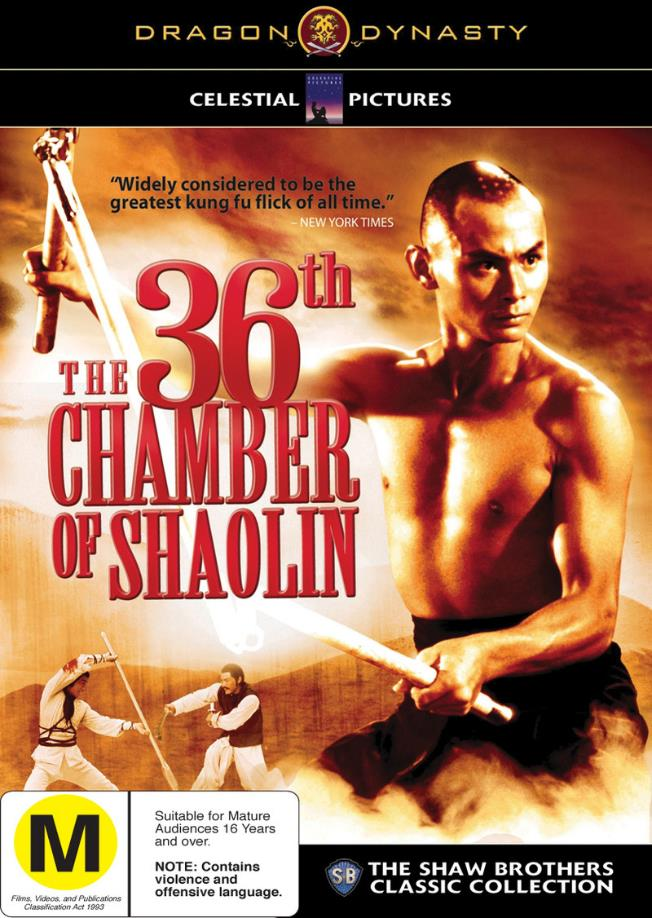 DRAGON DYNASTY
CELESTIAL PICTURES
CELESTIAL
PICTURES
“Widely considered to be the
greatest kung fu flick of all time.”
– NEW YORK TIMES
THE 36th
CHAMBER
OF SHAOLIN
M
Films, Videos, and Publications
Classification Act 1993
Suitable for Mature
Audiences 16 Years
and over.
NOTE: Contains
violence and
offensive language.
SB
THE SHAW BROTHERS
CLASSIC COLLECTION